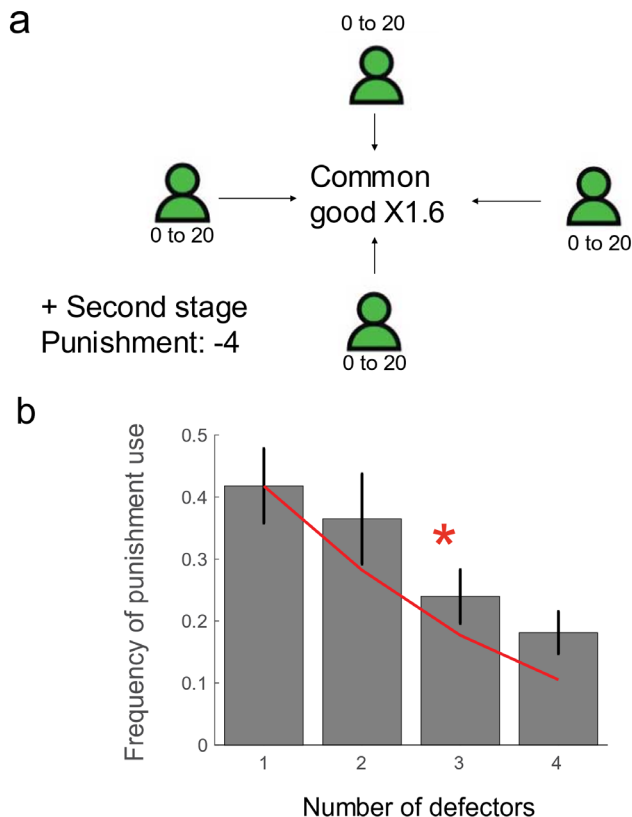 a
0 to 20
Common
good X1.6
0 to 20
0 to 20
+ Second stage
Punishment: -4
0 to 20
b
Frequency of punishment use
0.5
0.4
0.3
0.2
0.1
0
*
1 2 3 4
Number of defectors